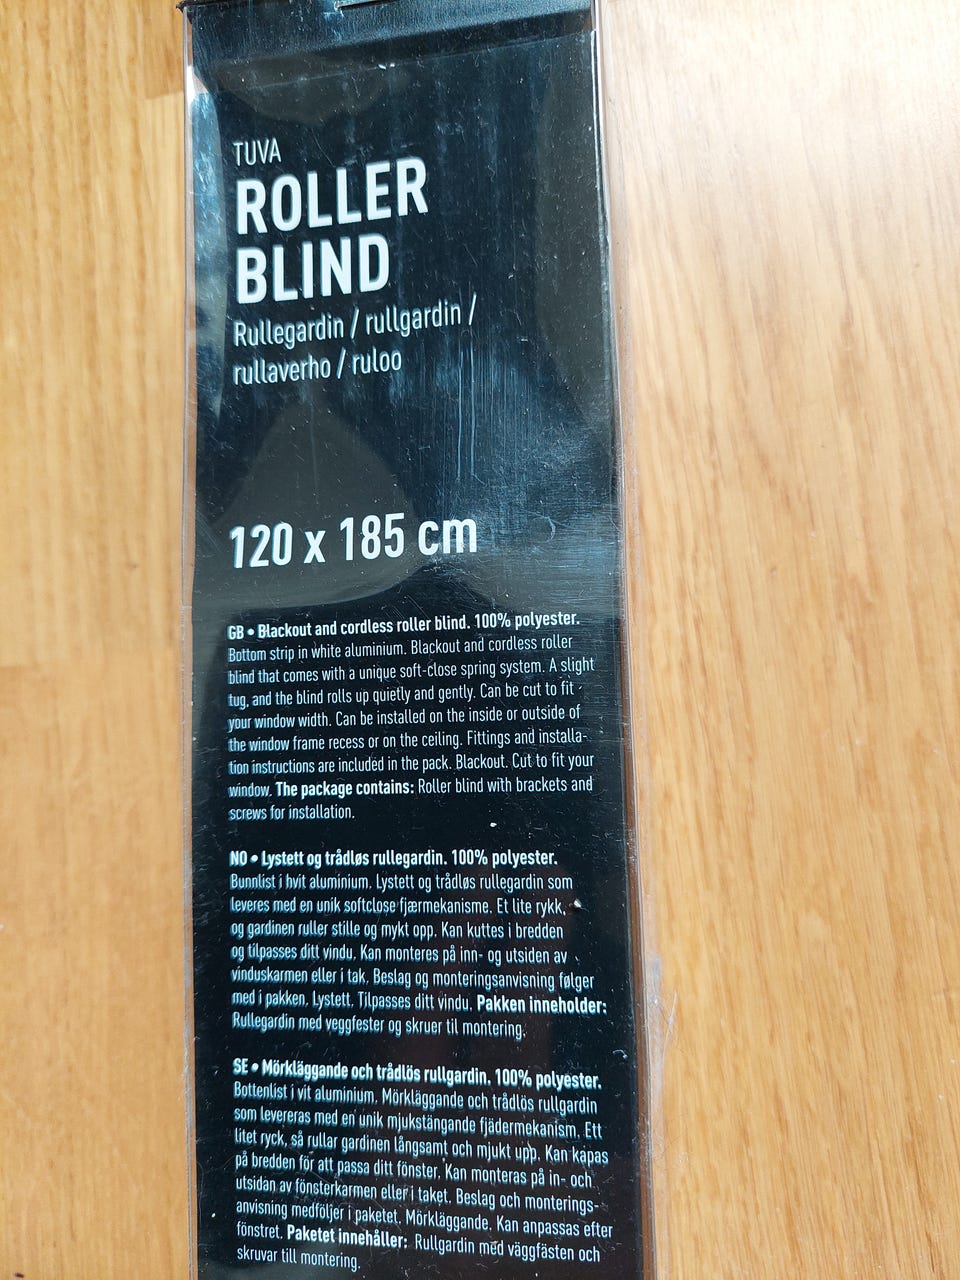 TUVA
ROLLER
BLIND
Rullegardin / rullgardin /
rullaverho / ruloo
120 x 185 cm
GB • Blackout and cordless roller blind. 100% polyester.
Bottom strip in white aluminium. Blackout and cordless roller
blind that comes with a unique soft-close spring system. A slight
tug, and the blind rolls up quietly and gently. Can be cut to fit
your window width. Can be installed on the inside or outside of
the window frame recess or on the ceiling. Fittings and installa-
tion instructions are included in the pack. Blackout. Cut to fit your
window. The package contains: Roller blind with brackets and
screws for installation.
NO • Lystett og trådløs rullegardin. 100% polyester.
Bunnlist i hvit aluminium. Lystett og trådløs rullegardin som
leveres med en unik softclose fjærmekanisme. Et lite rykk,
og gardinen ruller stille og mykt opp. Kan kuttes i bredden
og tilpasses ditt vindu. Kan monteres på inn- og utsiden av
vinduskarmen eller i tak. Beslag og monteringsanvisning følger
med i pakken. Lystett. Tilpasses ditt vindu. Pakken inneholder:
Rullegardin med veggfester og skruer til montering.
SE • Mörkläggande och trådlös rullgardin. 100% polyester.
Bottenlist i vit aluminium. Mörkläggande och trådlös rullgardin
som levereras med en unik mjukstängande fjädermekanism. Ett
litet ryck, så rullar gardinen långsamt och mjukt upp. Kan kapas
på bredden för att passa ditt fönster. Kan monteras på in- och
utsidan av fönsterkarmen eller i taket. Beslag och monterings-
anvisning medföljer i paketet. Mörkläggande. Kan anpassas efter
fönstret. Paketet innehåller: Rullgardin med väggfästen och
skruvar till montering.